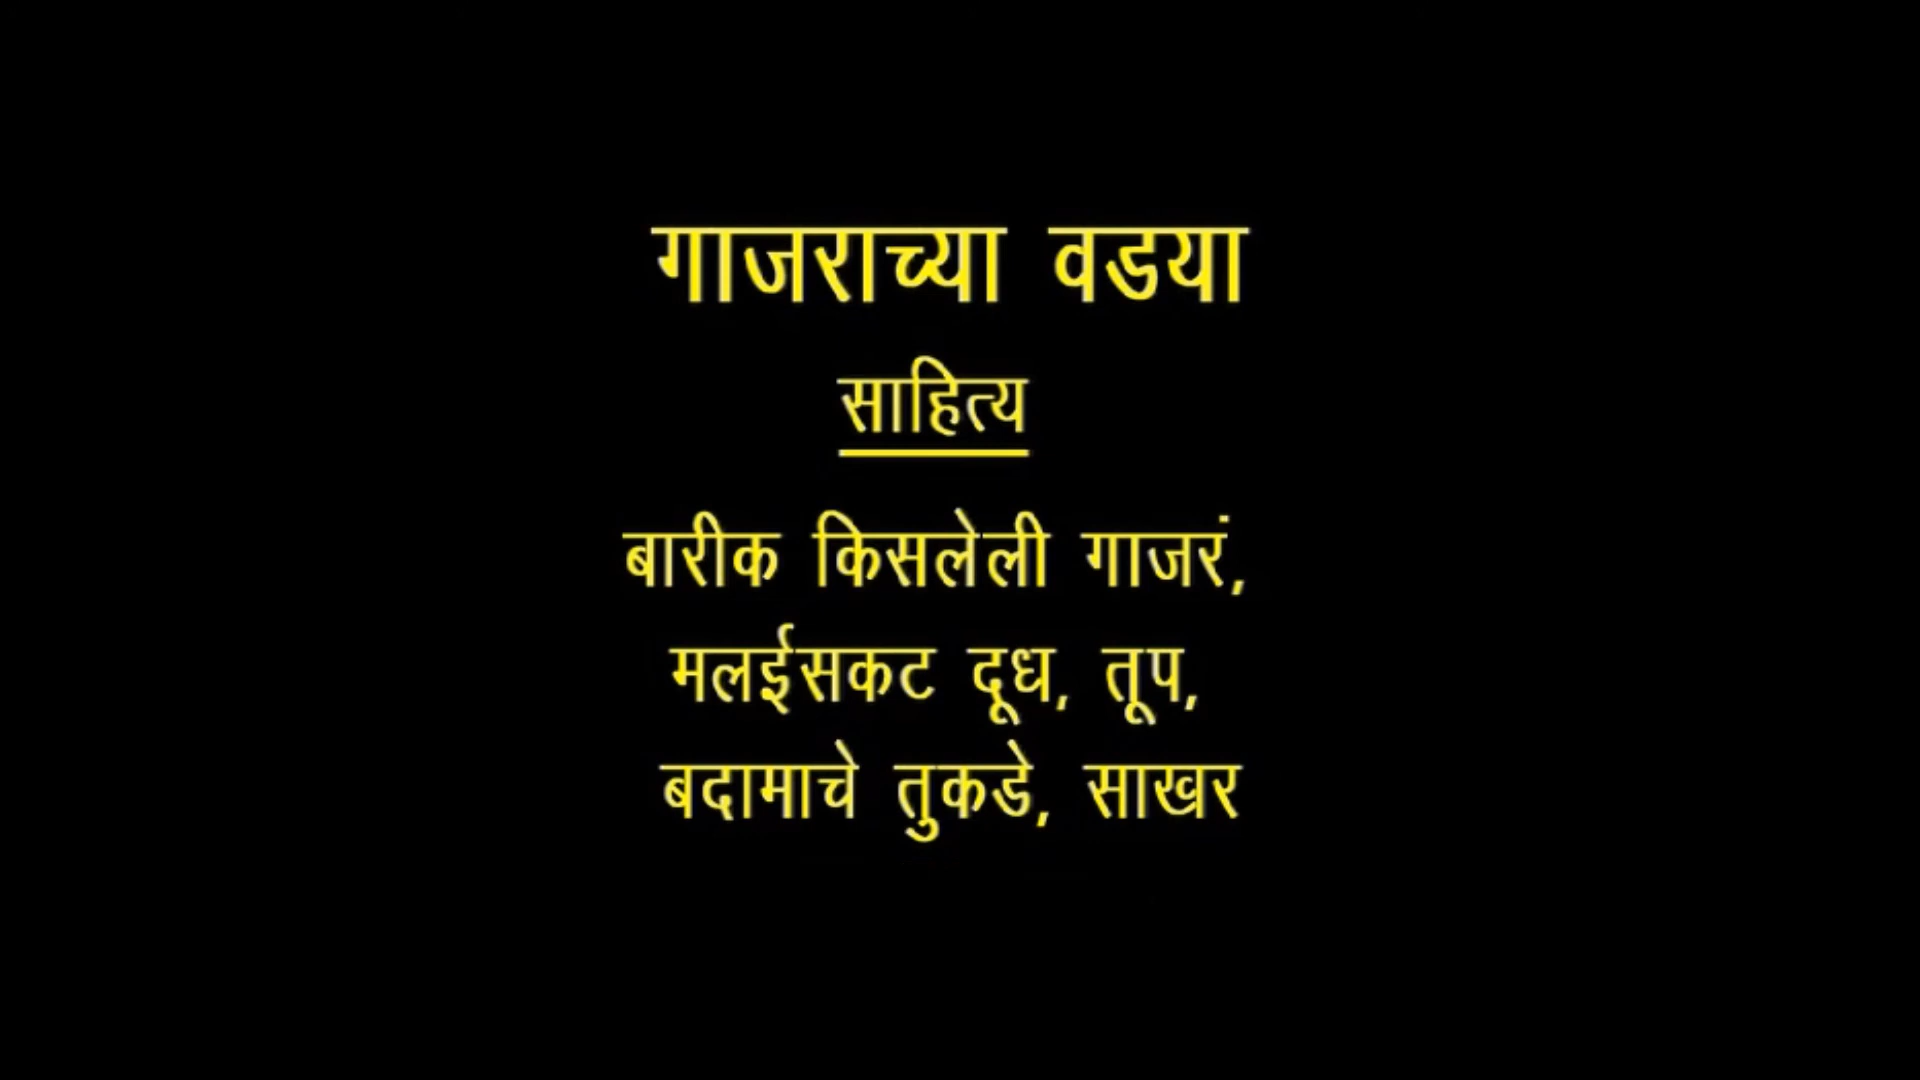 गाजराच्या वडया
साहित्य
बारीक किसलेली गाजरं,
मलईसकट दूध, तूप,
बदामाचे तुकडे, साखर